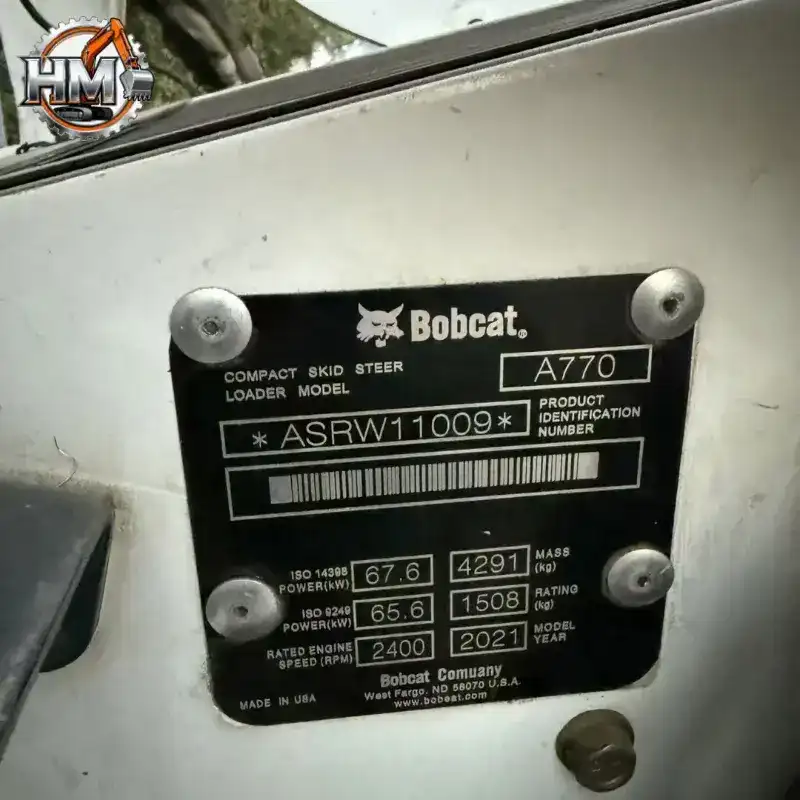 HM
Bobcat®
COMPACT SKID STEER
LOADER MODEL
A770
*ASRW11009*
PRODUCT
IDENTIFICATION
NUMBER
ISO 14396
POWER(kW)
67.6
4291
MASS
(kg)
ISO 9249
POWER(kW)
65.6
1508
RATING
(kg)
RATED ENGINE
SPEED (RPM)
2400
2021
MODEL
YEAR
Bobcat Comuany
West Fargo, ND 58070 U.S.A.
www.bobeat.com
MADE IN USA